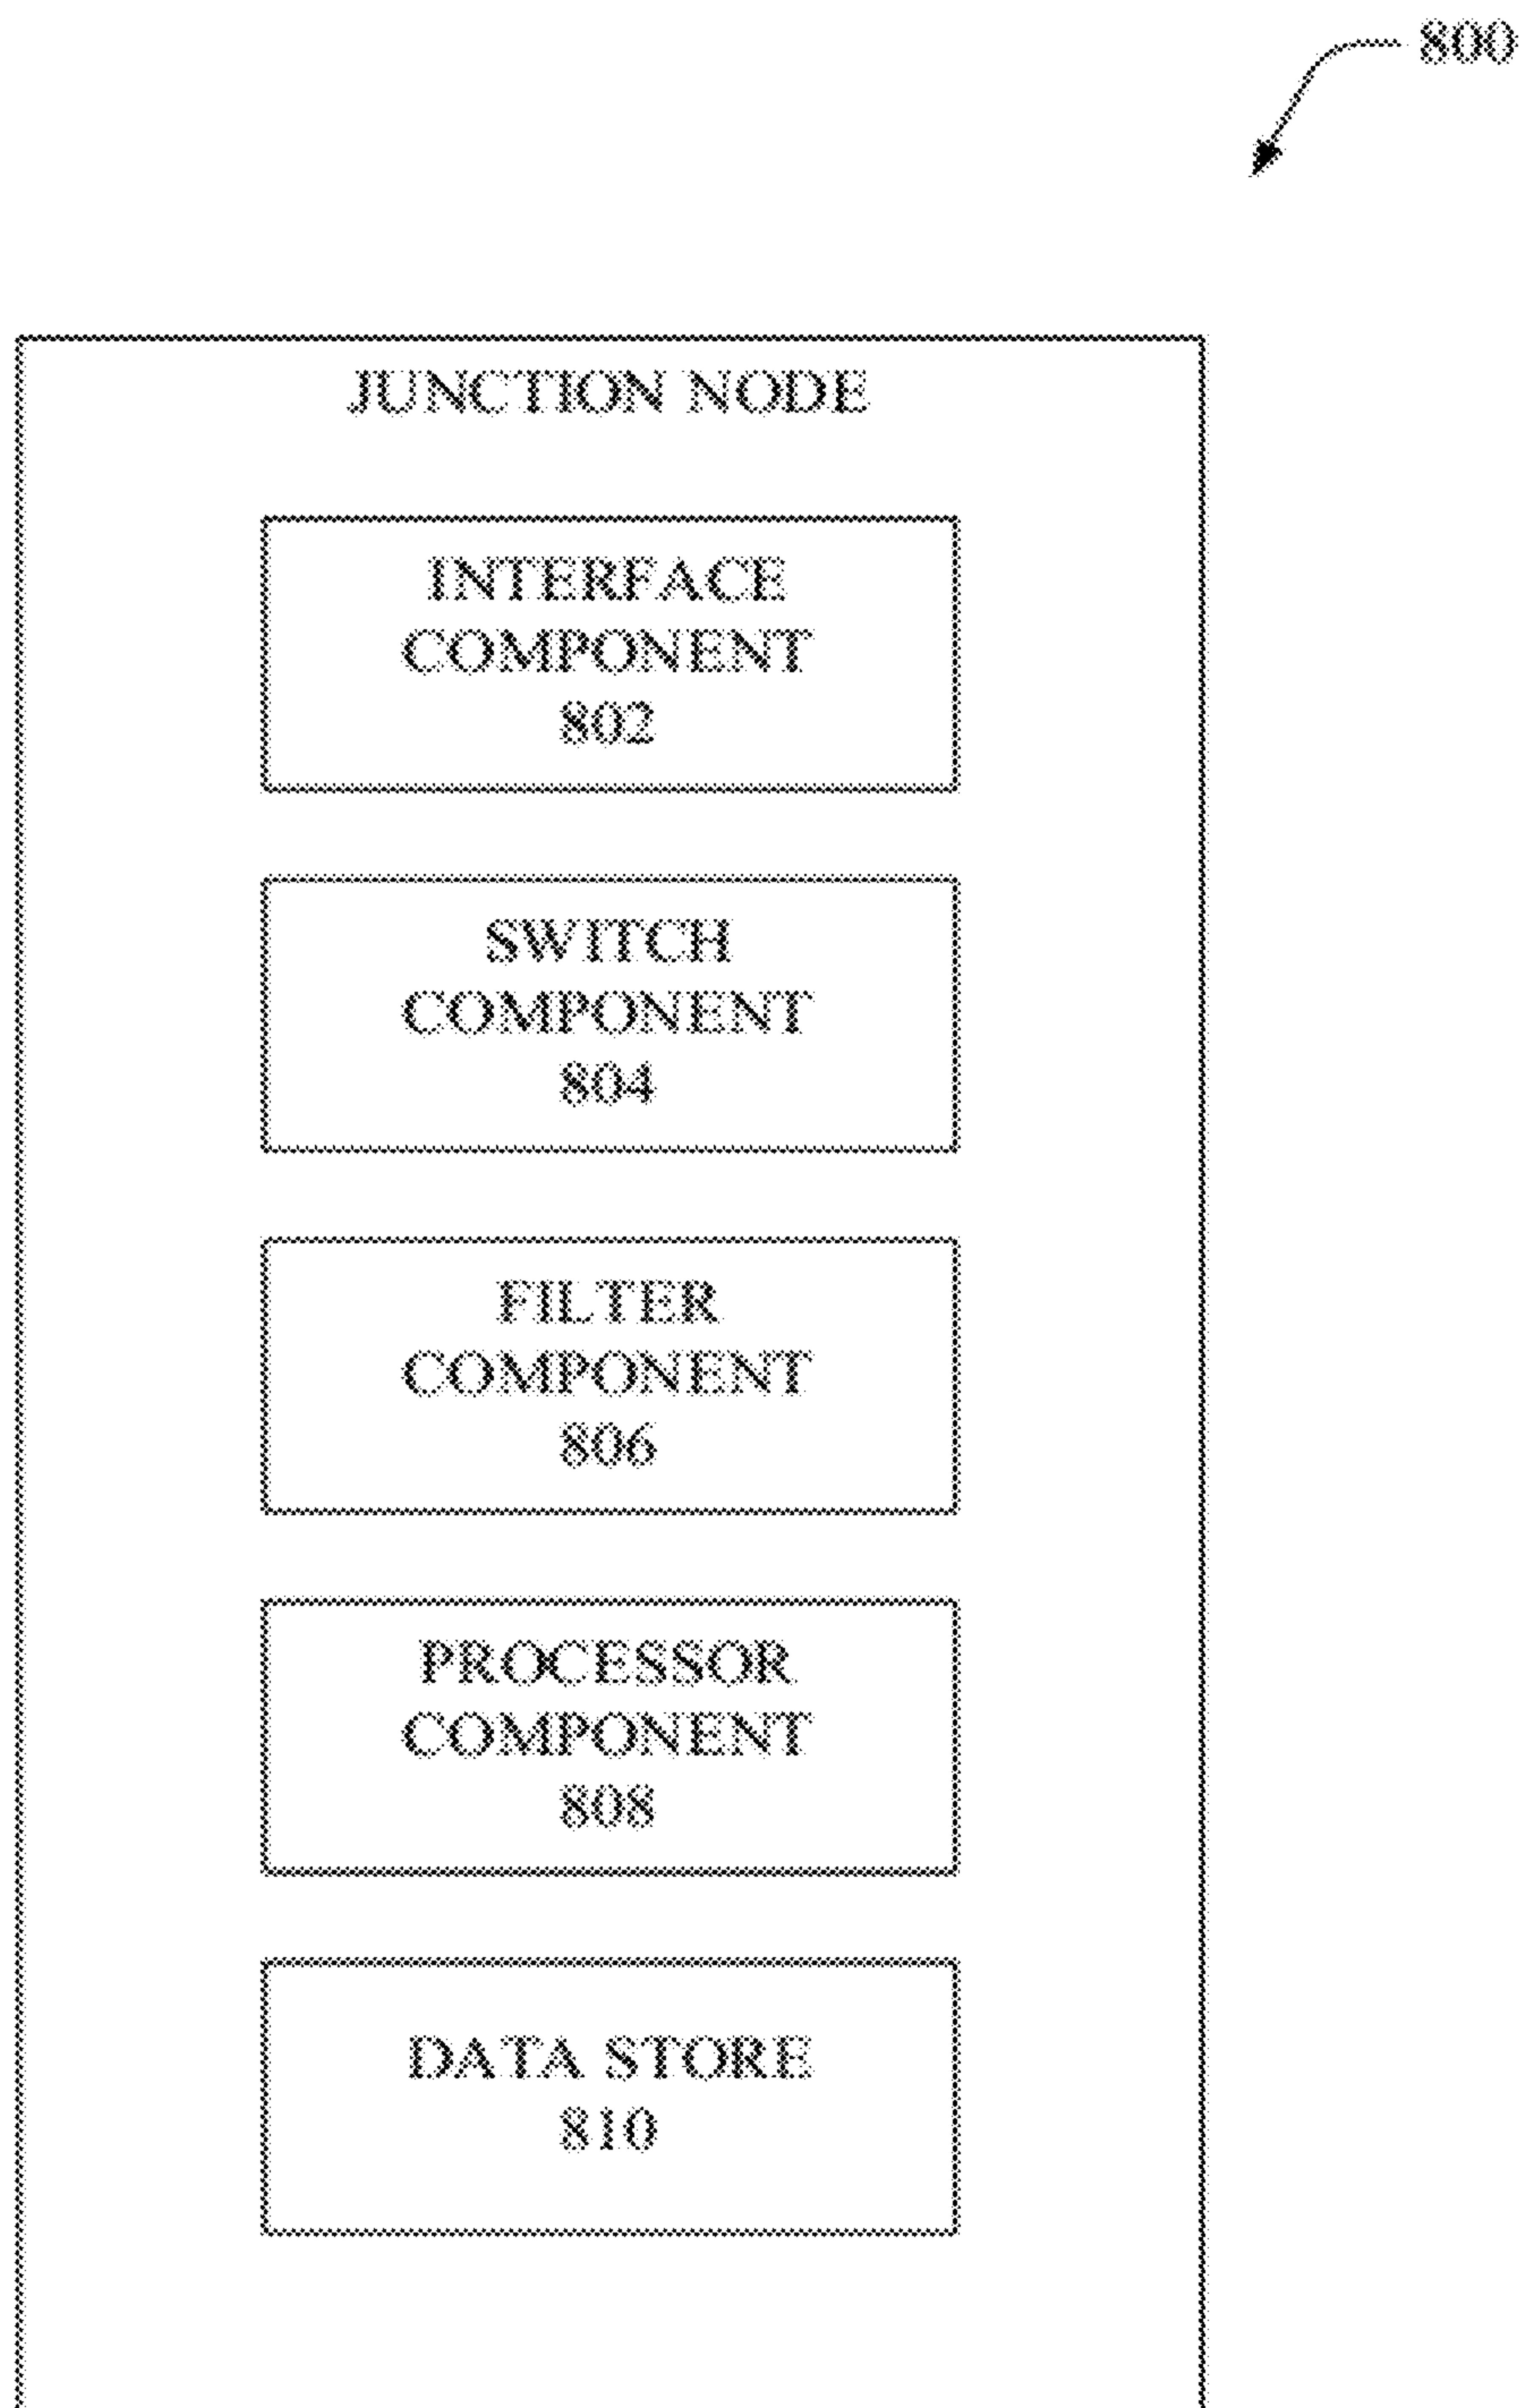 800
JUNCTION NODE
INTERFACE
COMPONENT
802
SWITCH
COMPONENT
804
FILTER
COMPONENT
806
PROCESSOR
COMPONENT
808
DATA STORE
810